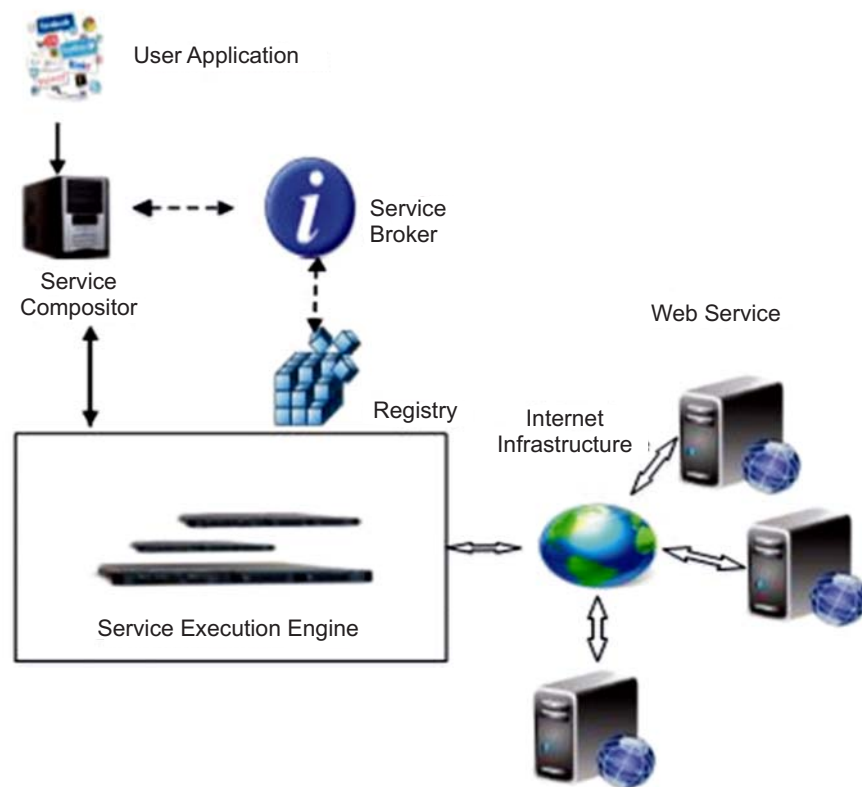 User Application
Service
Broker
Service
Compositor
Web Service
Registry
Internet
Infrastructure
Service Execution Engine